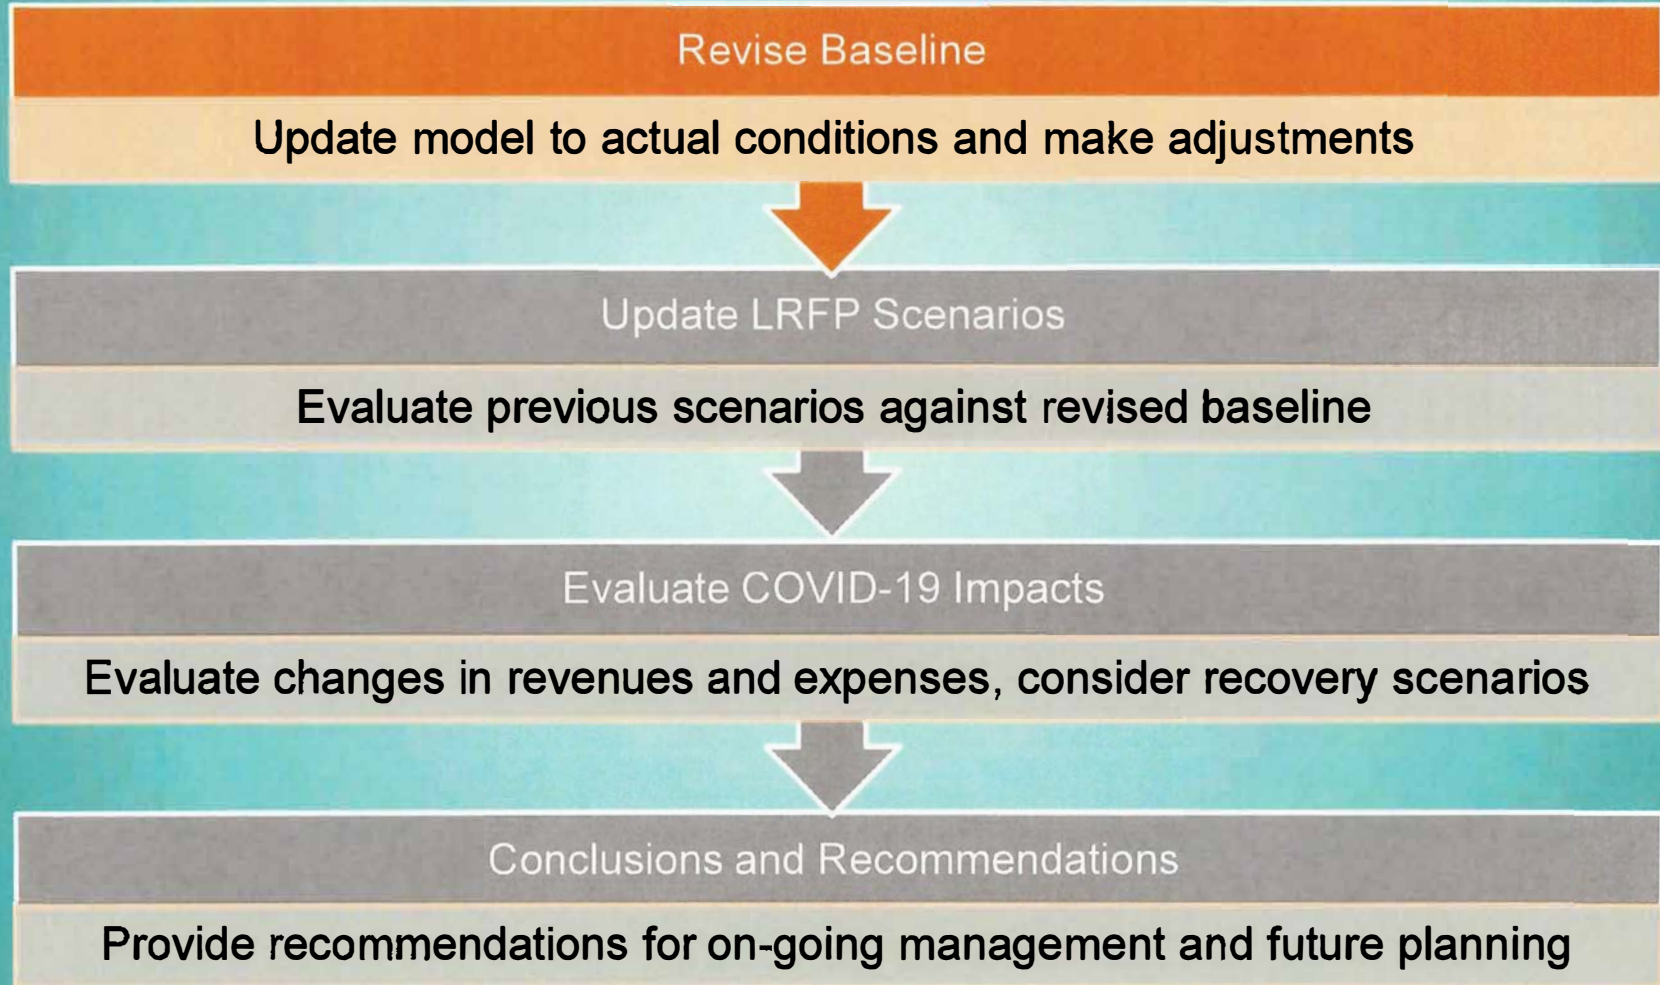 Revise Baseline
Update model to actual conditions and make adjustments
Update LRFP Scenarios
Evaluate previous scenarios against revised baseline
Evaluate COVID-19 Impacts
Evaluate changes in revenues and expenses, consider recovery scenarios
Conclusions and Recommendations
Provide recommendations for on-going management and future planning